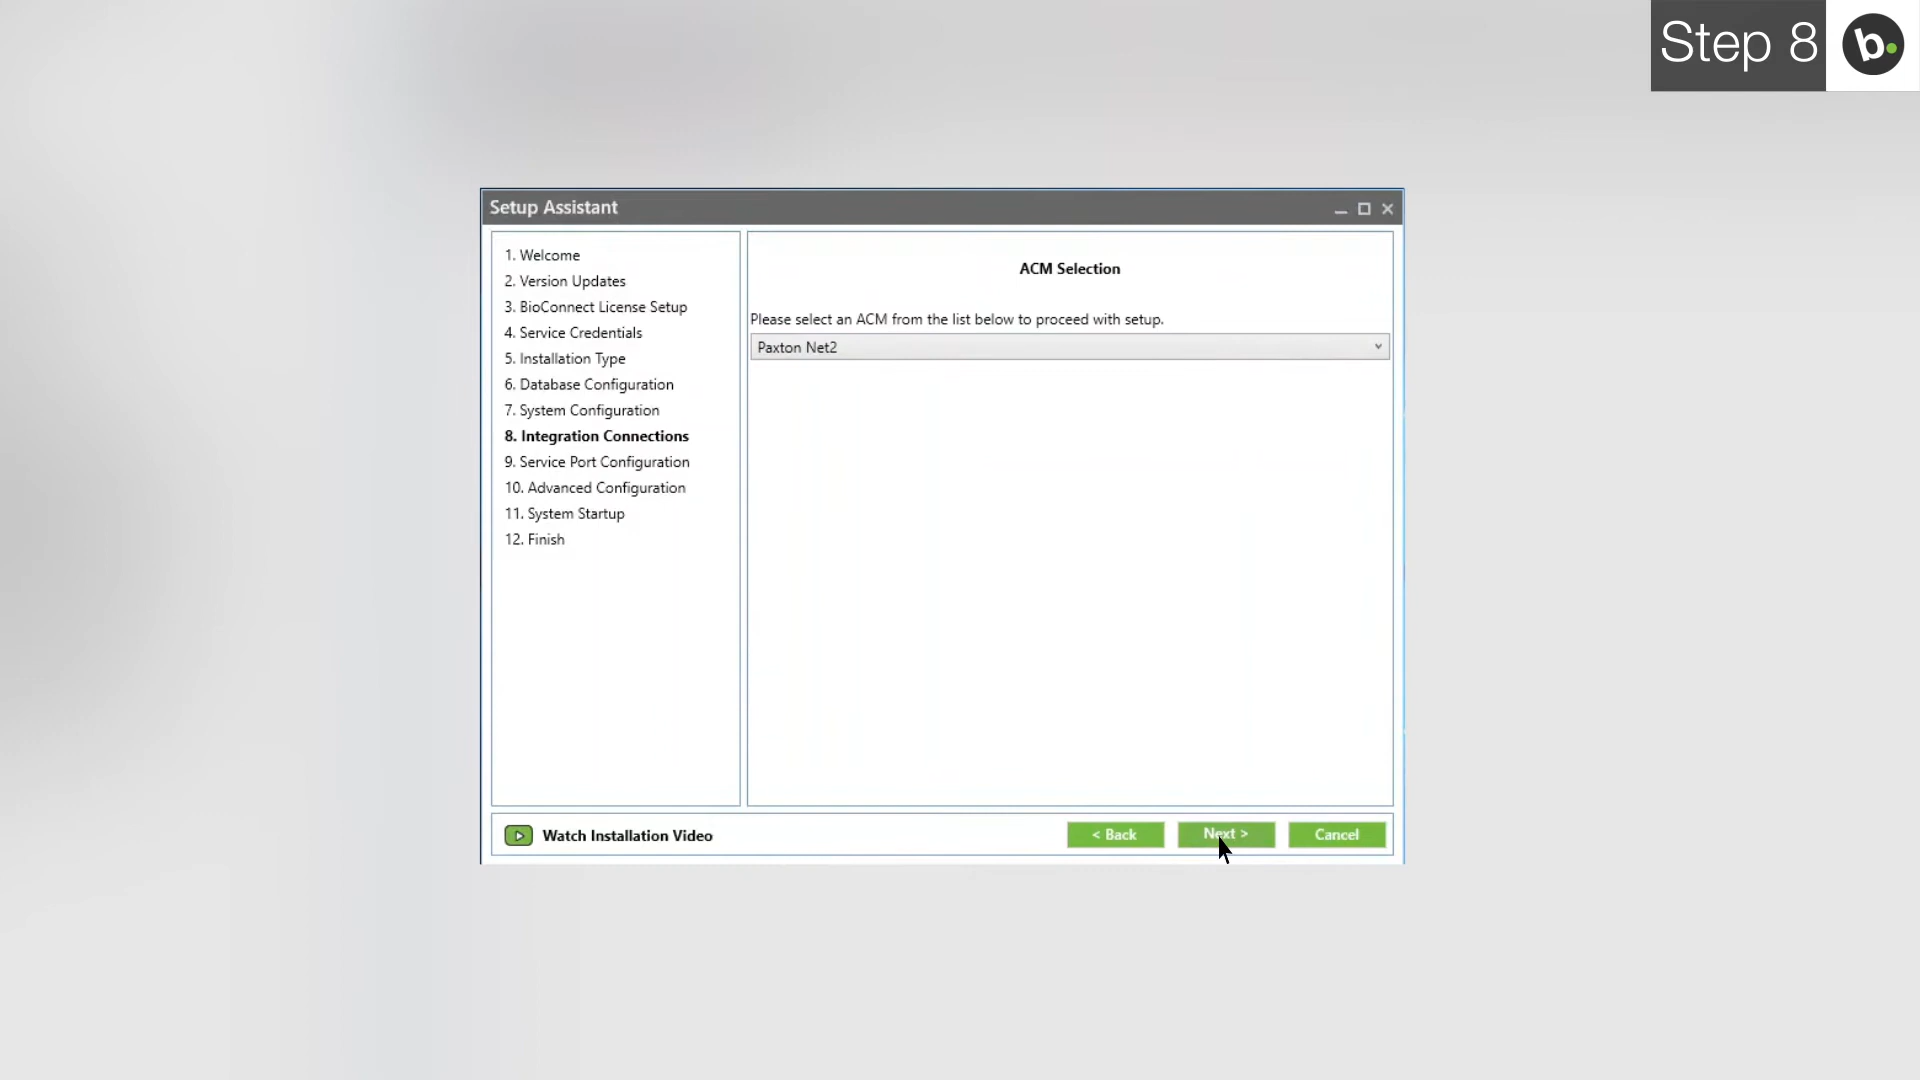 Step 8
b.
Setup Assistant
1. Welcome
2. Version Updates
3. BioConnect License Setup
4. Service Credentials
5. Installation Type
6. Database Configuration
7. System Configuration
8. Integration Connections
9. Service Port Configuration
10. Advanced Configuration
11. System Startup
12. Finish
ACM Selection
Please select an ACM from the list below to proceed with setup.
Paxton Net2
Watch Installation Video
< Back
Next >
Cancel